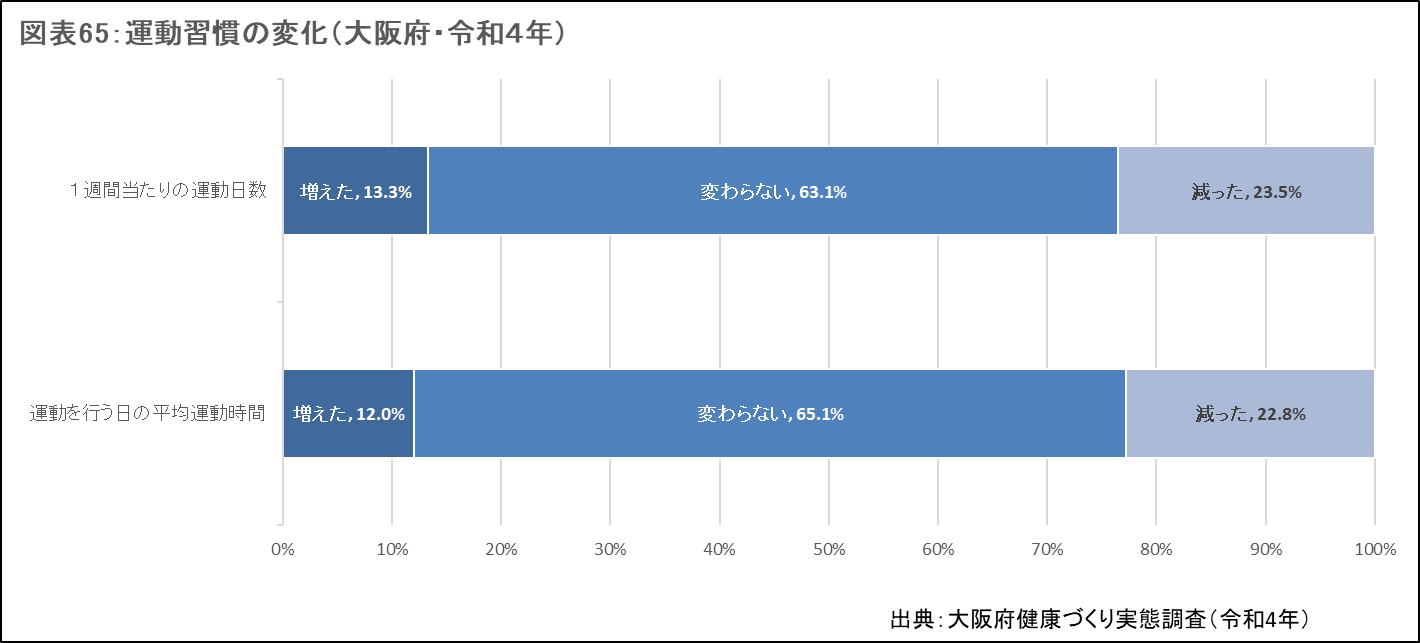 図表65：運動習慣の変化（大阪府・令和４年）
１週間当たりの運動日数
増えた, 13.3%
変わらない, 63.1%
減った, 23.5%
運動を行う日の平均運動時間
増えた, 12.0%
変わらない, 65.1%
減った, 22.8%
0% 10% 20% 30% 40% 50% 60% 70% 80% 90% 100%
出典：大阪府健康づくり実態調査（令和4年）